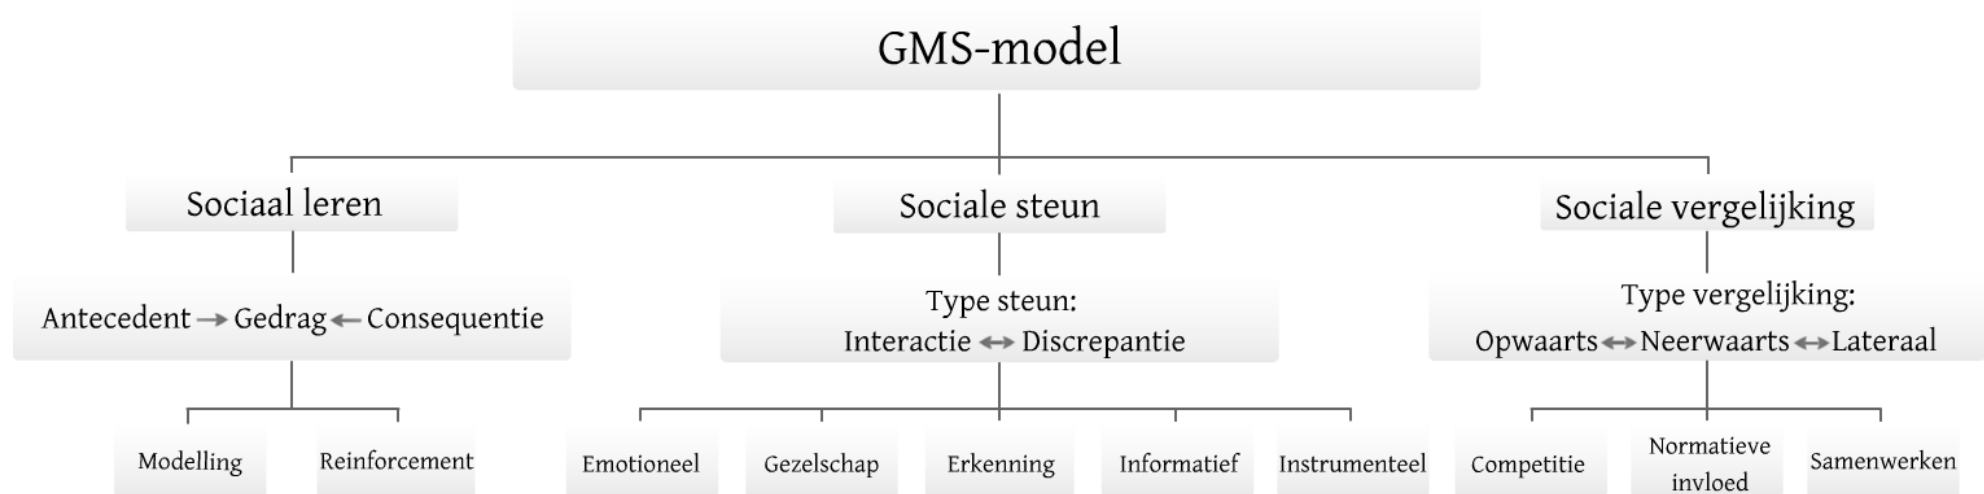 GMS-model
Sociaal leren
Sociale steun
Sociale vergelijking
Antecedent → Gedrag ← Consequentie
Type steun:
Interactie ↔ Discrepantie
Type vergelijking:
Opwaarts ↔ Neerwaarts ↔ Lateraal
Modelling
Reinforcement
Emotioneel
Gezelschap
Erkenning
Informatief
Instrumenteel
Competitie
Normatieve
invloed
Samenwerken